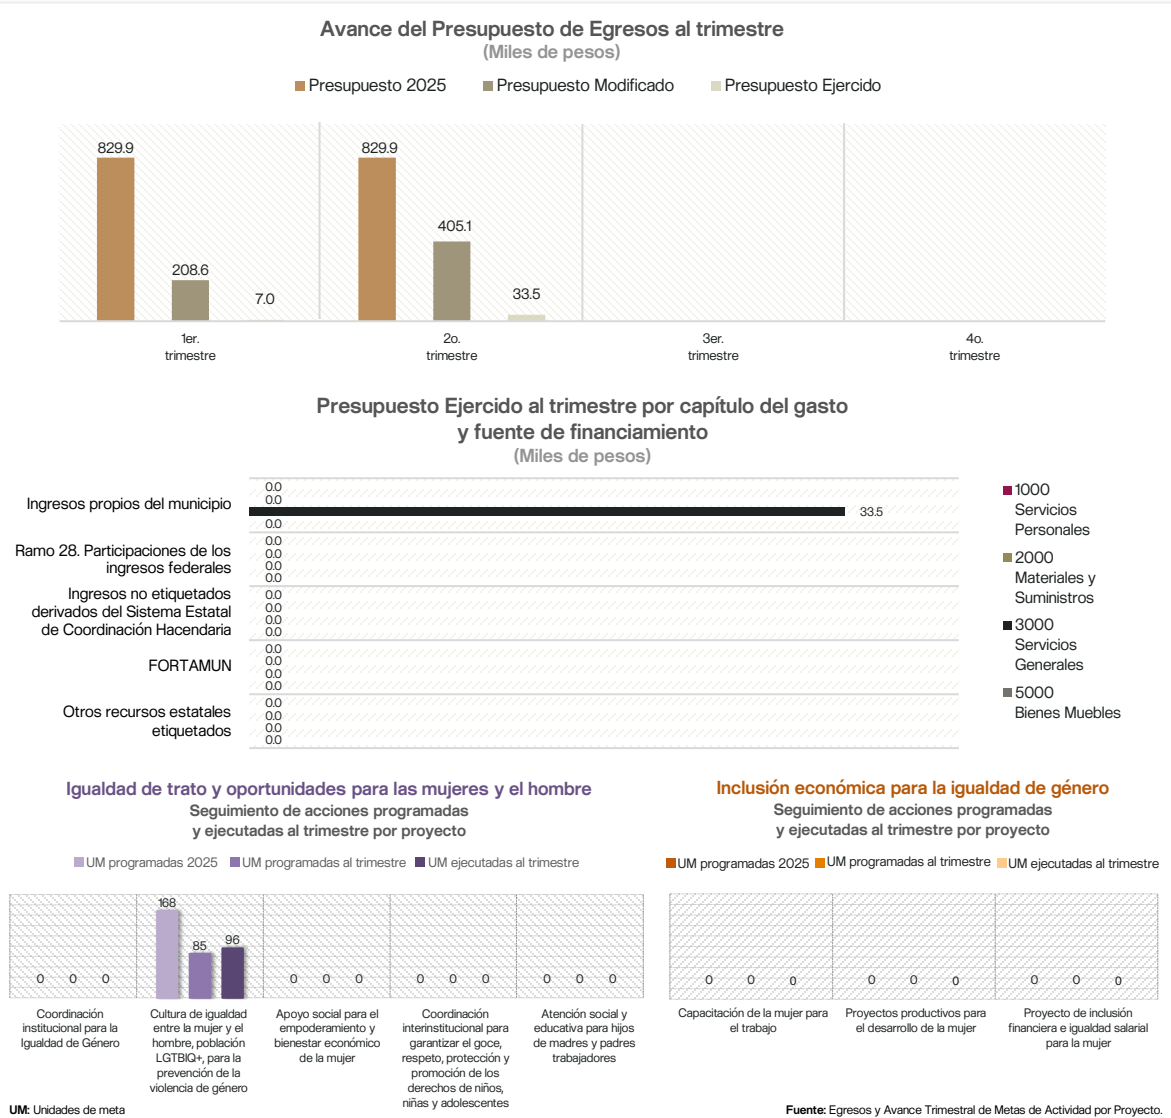 Avance del Presupuesto de Egresos al trimestre
(Miles de pesos)
Presupuesto 2025 Presupuesto Modificado Presupuesto Ejercido
829.9
208.6
7.0
829.9
405.1
33.5
1er.
trimestre
2o.
trimestre
3er.
trimestre
4o.
trimestre
Presupuesto Ejercido al trimestre por capítulo del gasto
y fuente de financiamiento
(Miles de pesos)
Ingresos propios del municipio
0.0
0.0
33.5
0.0
Ramo 28. Participaciones de los
ingresos federales
0.0
0.0
0.0
0.0
Ingresos no etiquetados
derivados del Sistema Estatal
de Coordinación Hacendaria
0.0
0.0
0.0
0.0
FORTAMUN
0.0
0.0
0.0
0.0
Otros recursos estatales
etiquetados
0.0
0.0
0.0
0.0
1000
Servicios
Personales
2000
Materiales y
Suministros
3000
Servicios
Generales
5000
Bienes Muebles
Igualdad de trato y oportunidades para las mujeres y el hombre
Seguimiento de acciones programadas
y ejecutadas al trimestre por proyecto
UM programadas 2025 UM programadas al trimestre UM ejecutadas al trimestre
0 0 0
168
85
96
0 0 0
0 0 0
0 0 0
Coordinación
institucional para la
Igualdad de Género
Cultura de igualdad
entre la mujer y el
hombre, población
LGTBIQ+, para la
prevención de la
violencia de género
Apoyo social para el
empoderamiento y
bienestar económico
de la mujer
Coordinación
interinstitucional para
garantizar el goce,
respeto, protección y
promoción de los
derechos de niños,
niñas y adolescentes
Atención social y
educativa para hijos
de madres y padres
trabajadores
Inclusión económica para la igualdad de género
Seguimiento de acciones programadas
y ejecutadas al trimestre por proyecto
UM programadas 2025 UM programadas al trimestre UM ejecutadas al trimestre
0 0 0
0 0 0
0 0 0
Capacitación de la mujer para
el trabajo
Proyectos productivos para
el desarrollo de la mujer
Proyecto de inclusión
financiera e igualdad salarial
para la mujer
UM: Unidades de meta
Fuente: Egresos y Avance Trimestral de Metas de Actividad por Proyecto.